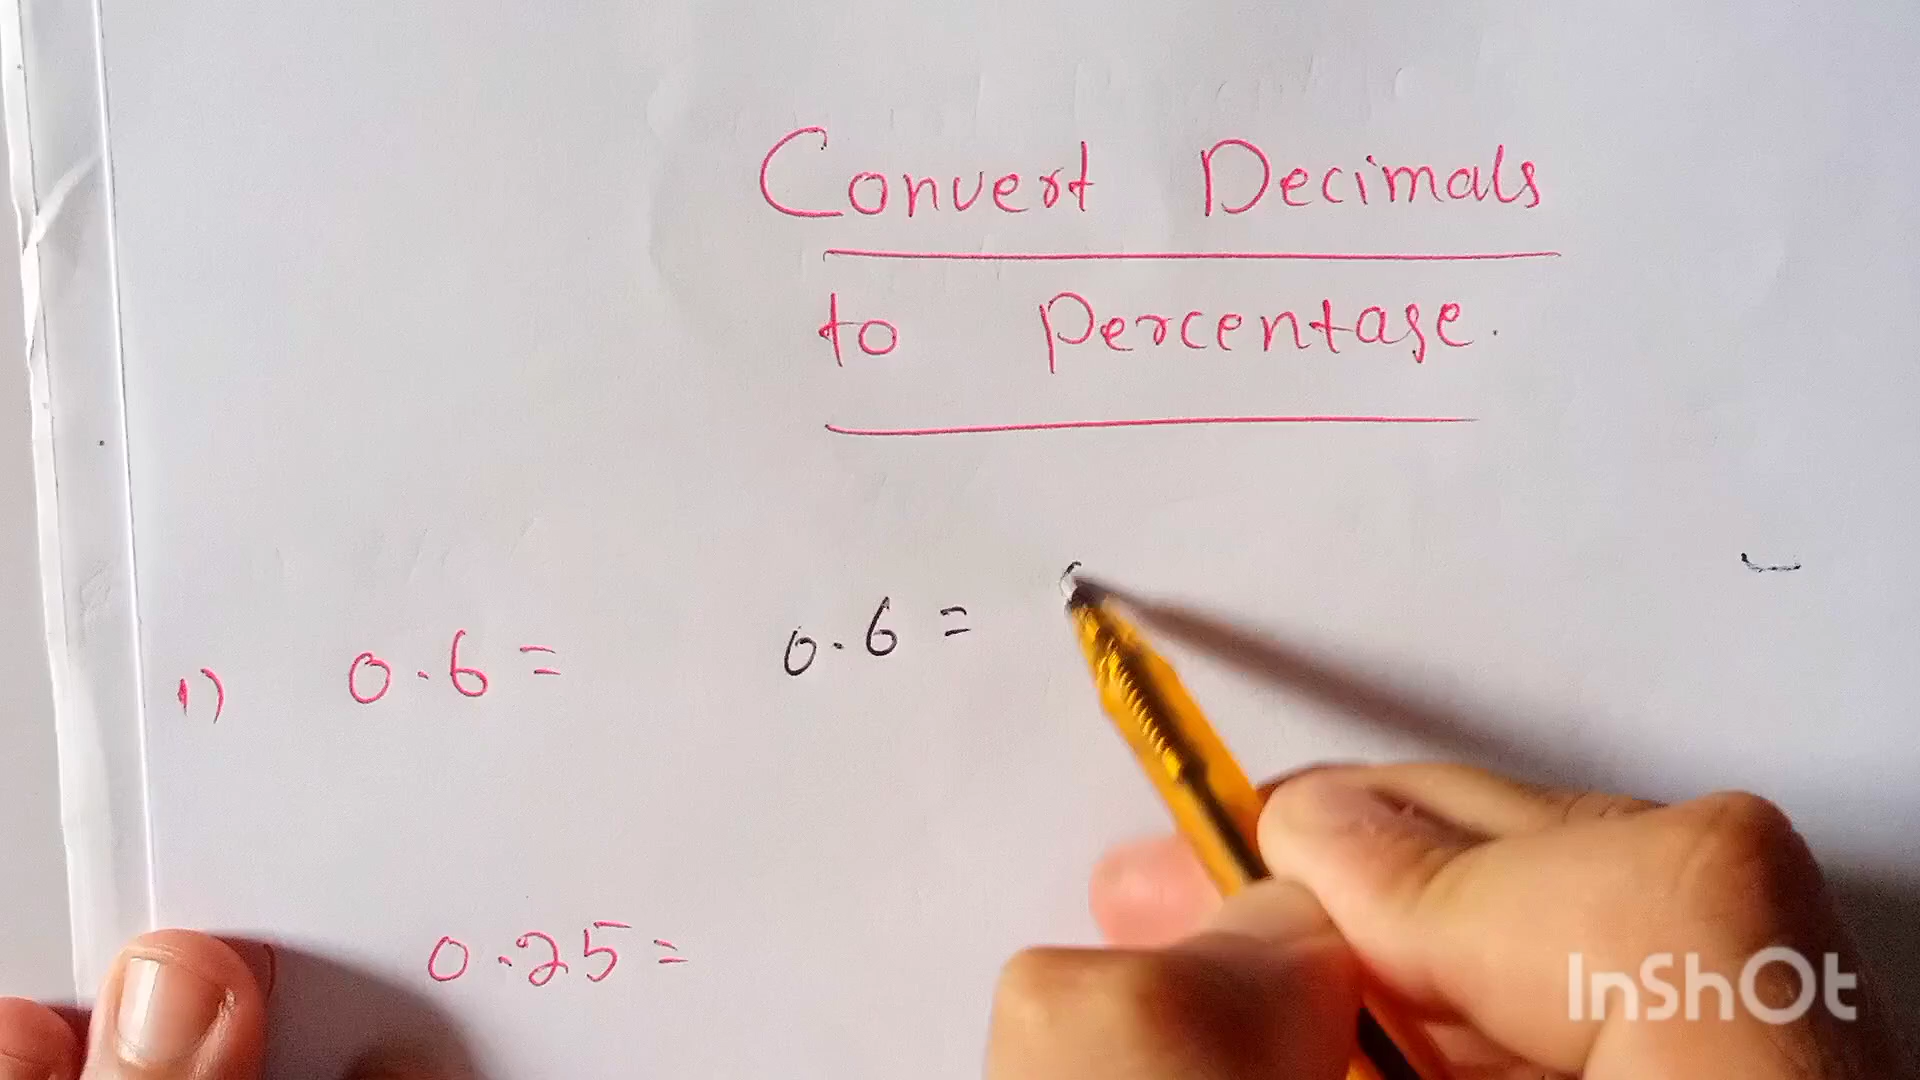 Convert Decimals
to Percentage.
1) 0.6 = 0.6 =
0.25 =
InShOt